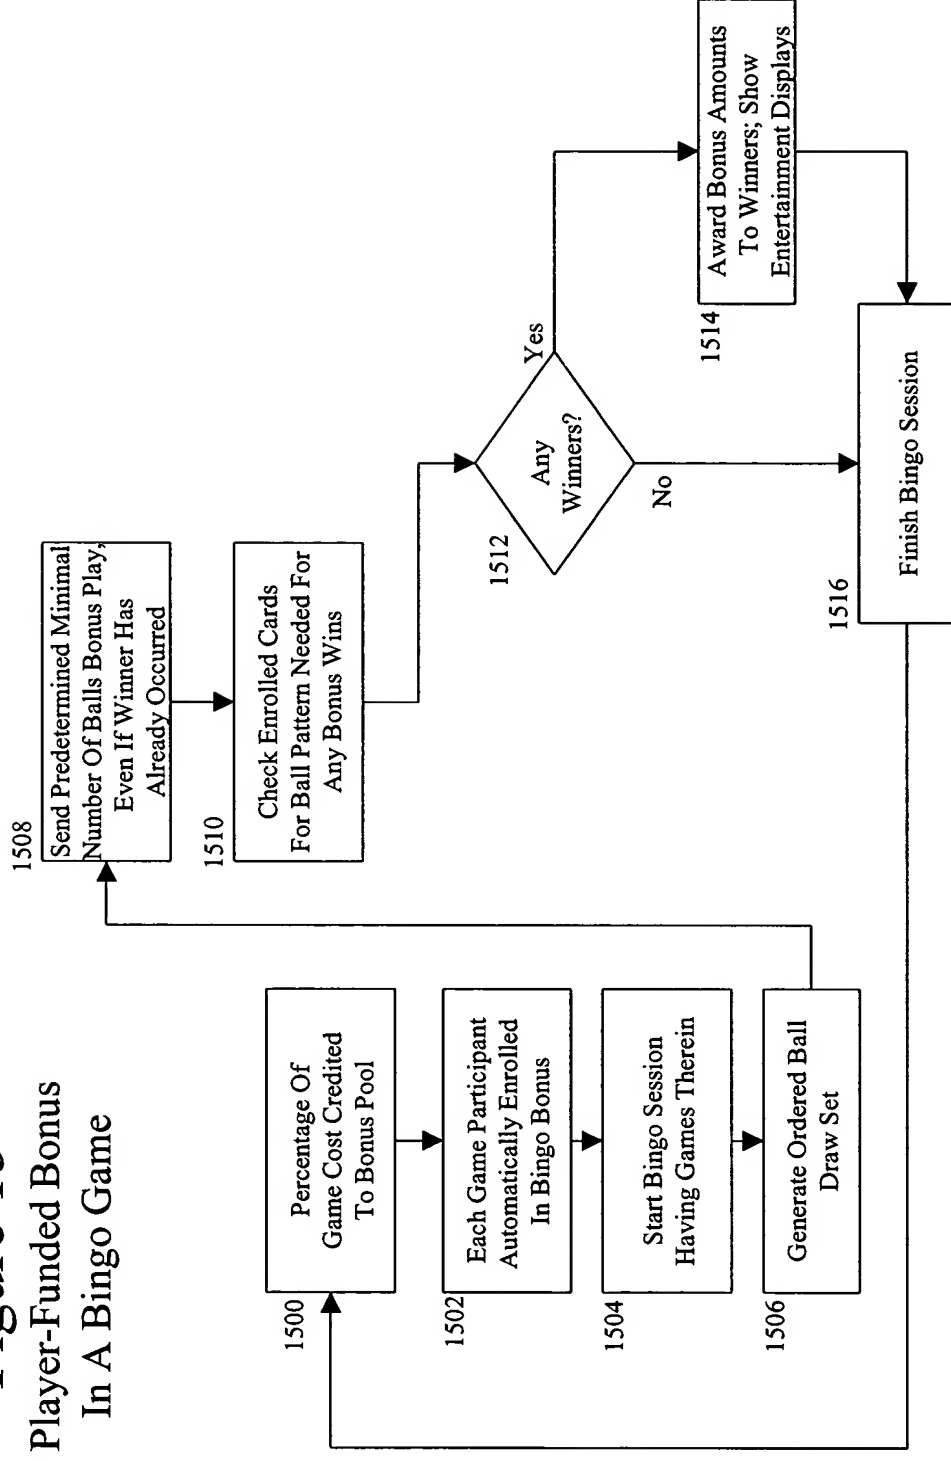 Player-Funded Bonus
In A Bingo Game
1500
Percentage Of
Game Cost Credited
To Bonus Pool
1502
Each Game Participant
Automatically Enrolled
In Bingo Bonus
1504
Start Bingo Session
Having Games Therein
1506
Generate Ordered Ball
Draw Set
1508
Send Predetermined Minimal
Number Of Balls Bonus Play,
Even If Winner Has
Already Occurred
1510
Check Enrolled Cards
For Ball Pattern Needed For
Any Bonus Wins
1512
Any
Winners?
Yes
No
1514
Award Bonus Amounts
To Winners; Show
Entertainment Displays
1516
Finish Bingo Session